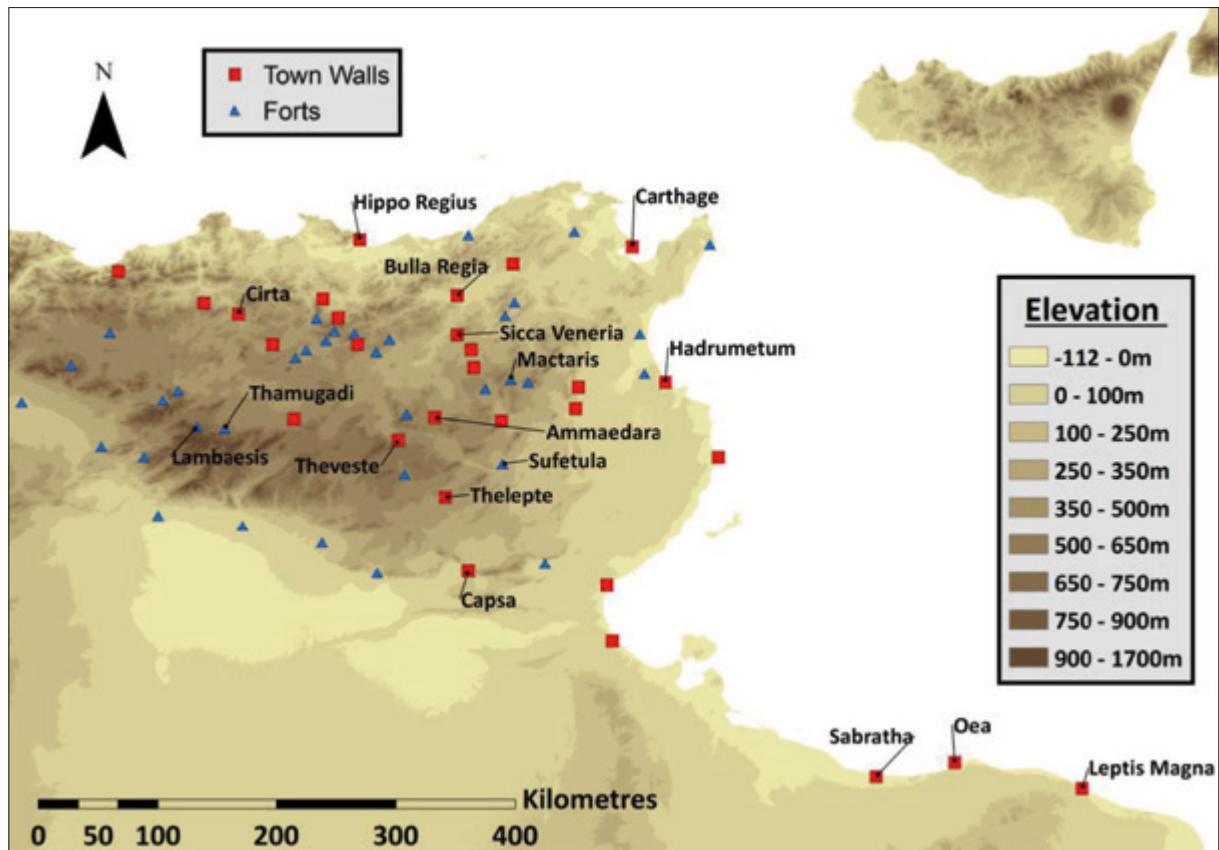 N
Town Walls
Forts
Hippo Regius
Carthage
Bulla Regia
Cirta
Sicca Veneria
Mactaris
Hadrumetum
Thamugadi
Ammaedara
Lambaesis
Theveste
Sufetula
Thelepte
Capsa
Elevation
-112 - 0m
0 - 100m
100 - 250m
250 - 350m
350 - 500m
500 - 650m
650 - 750m
750 - 900m
900 - 1700m
Sabratha
Oea
Leptis Magna
Kilometres
0 50 100 200 300 400